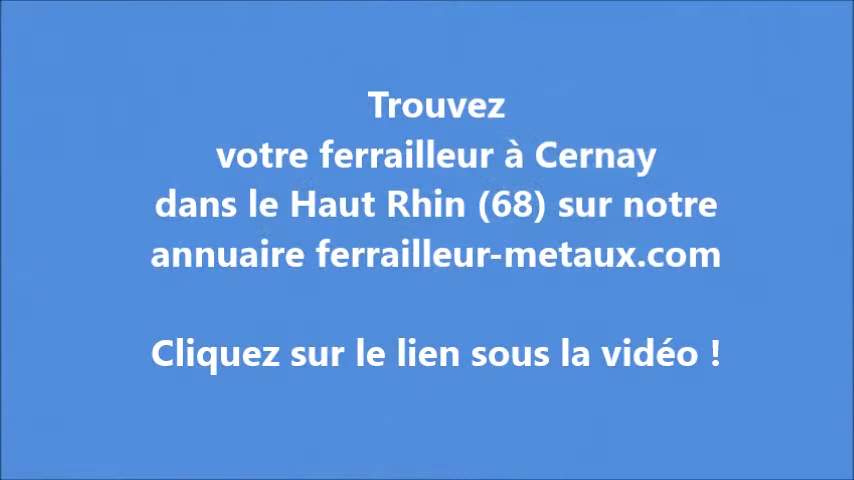 Trouvez
votre ferrailleur à Cernay
dans le Haut Rhin (68) sur notre
annuaire ferrailleur-metaux.com
Cliquez sur le lien sous la vidéo !